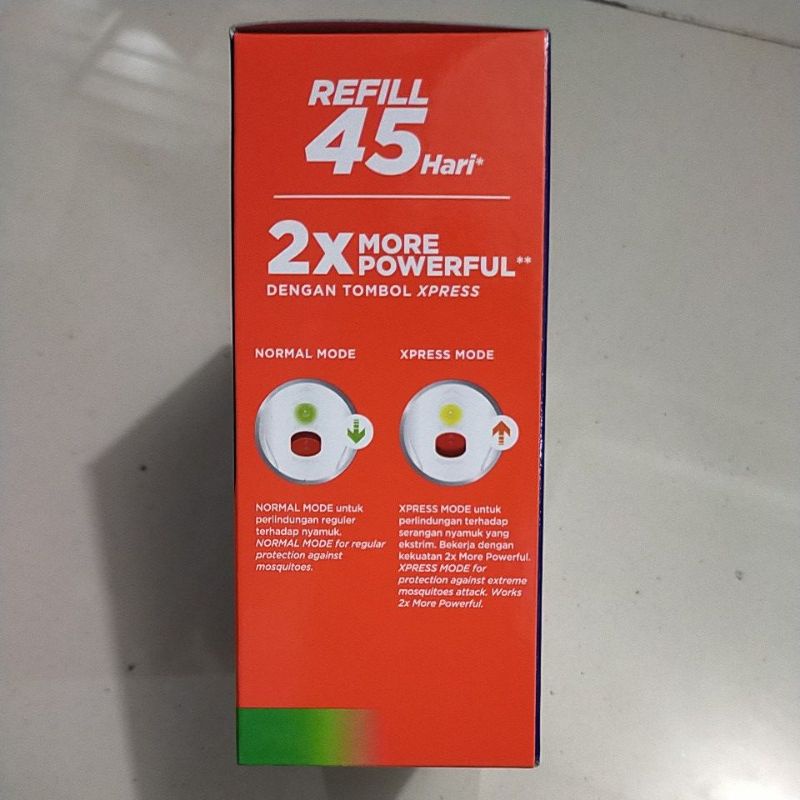 REFILL
45 Hari*
2x MORE POWERFUL**
DENGAN TOMBOL XPRESS
NORMAL MODE
XPRESS MODE
NORMAL MODE untuk
perlindungan reguler
terhadap nyamuk.
NORMAL MODE for regular
protection against
mosquitoes.
XPRESS MODE untuk
perlindungan terhadap
serangan nyamuk yang
ekstrim. Bekerja dengan
kekuatan 2x More Powerful.
XPRESS MODE for
protection against extreme
mosquitoes attack. Works
2x More Powerful.